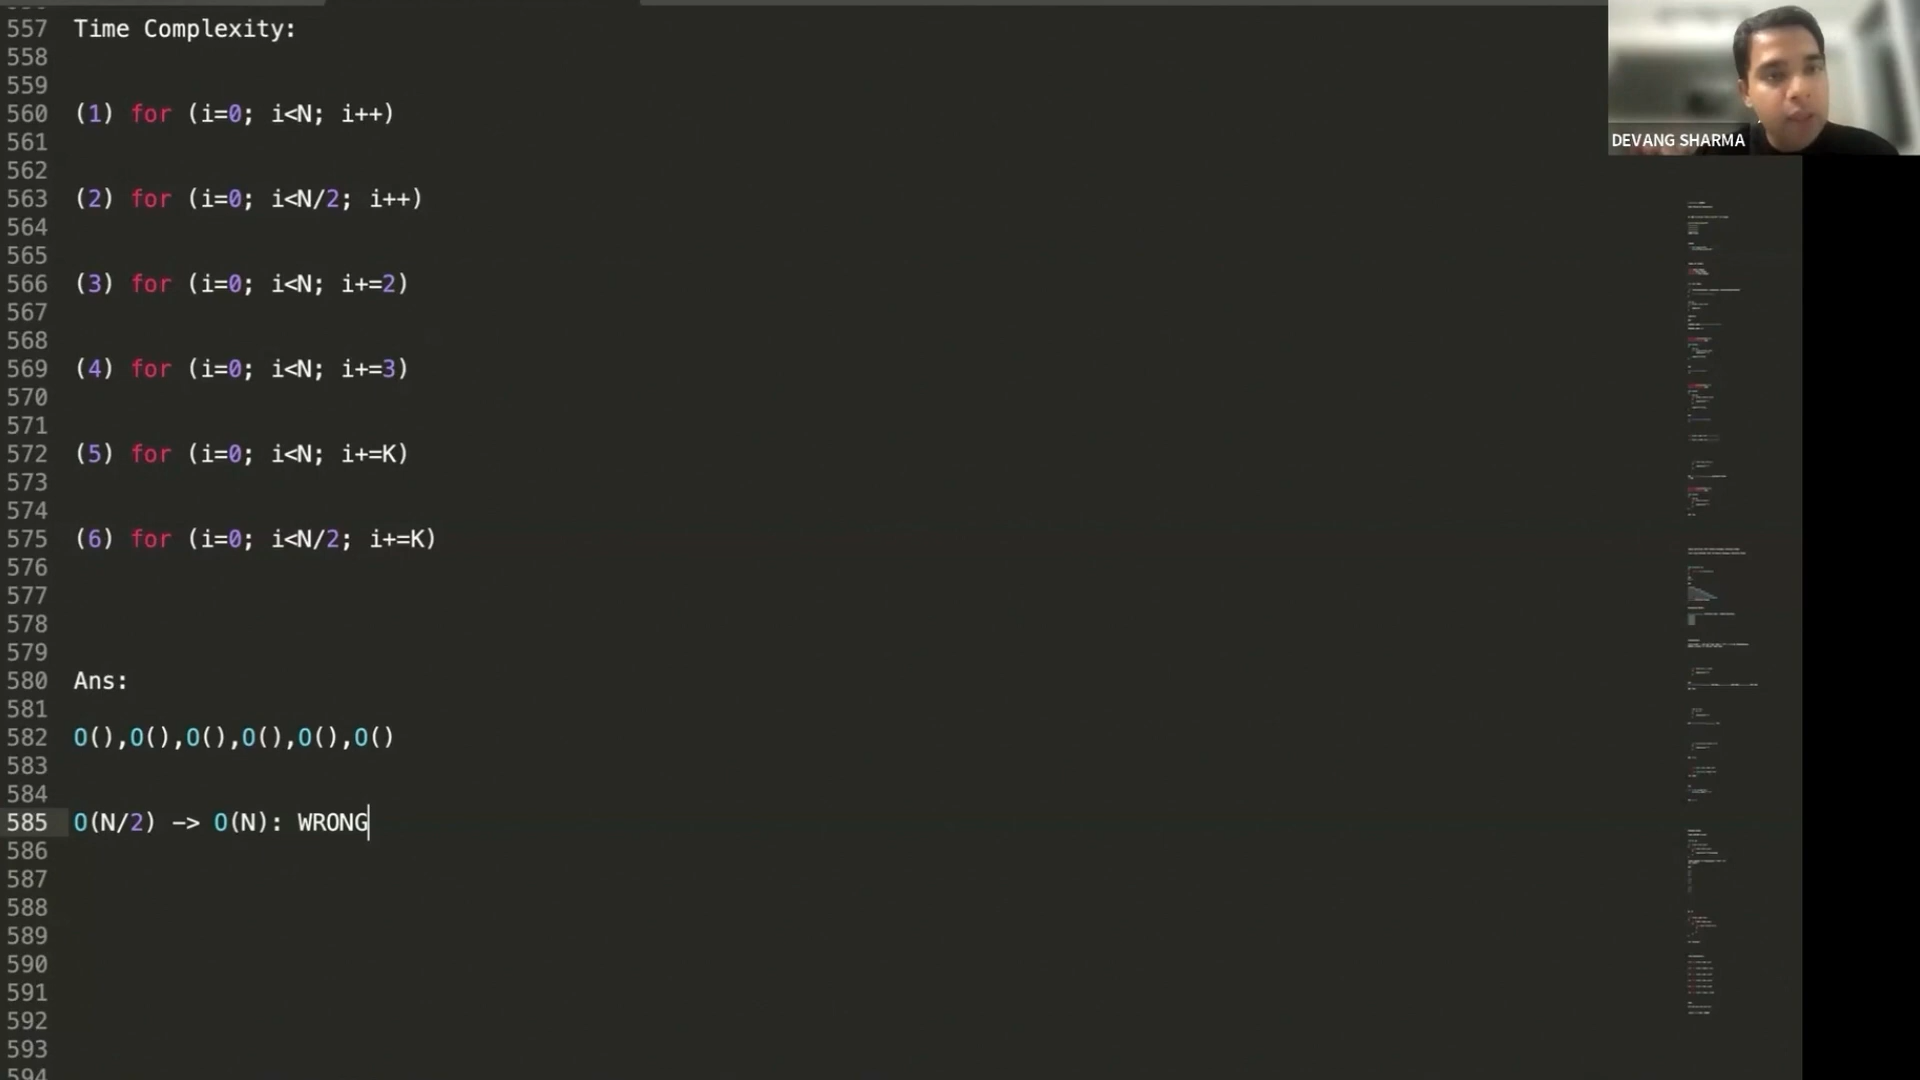 557 Time Complexity:
558
559
560 (1) for (i=0; i<N; i++)
561
562
563 (2) for (i=0; i<N/2; i++)
564
565
566 (3) for (i=0; i<N; i+=2)
567
568
569 (4) for (i=0; i<N; i+=3)
570
571
572 (5) for (i=0; i<N; i+=K)
573
574
575 (6) for (i=0; i<N/2; i+=K)
576
577
578
579
580 Ans:
581
582 O(),O(),O(),O(),O(),O()
583
584
585 O(N/2) -> O(N): WRONG
586
587
588
589
590
591
592
593
594
DEVANG SHARMA